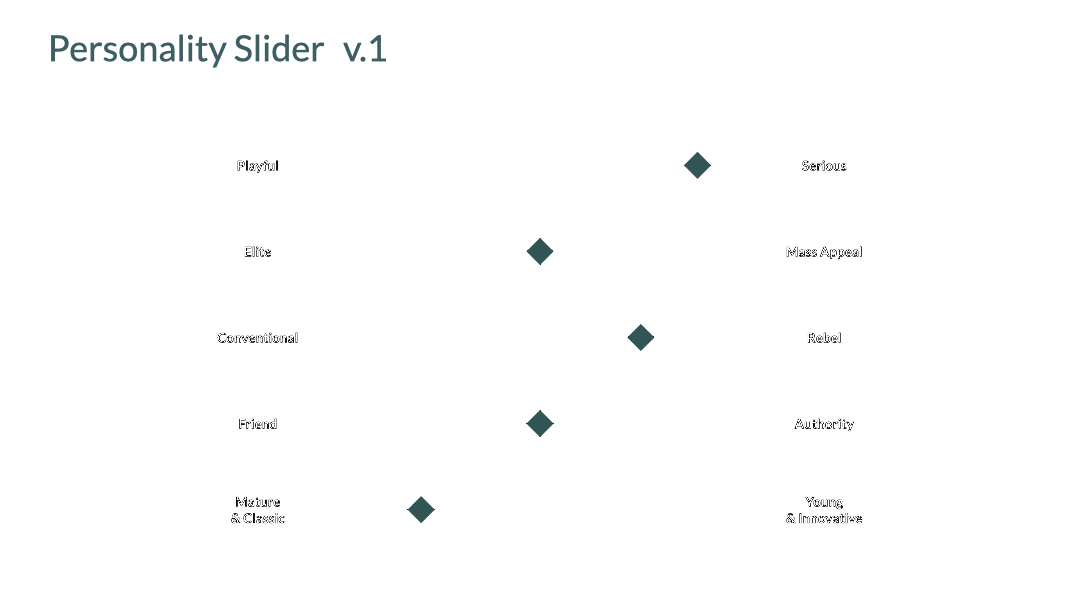 Personality Slider v.1
Playful
Serious
Elite
Mass Appeal
Conventional
Rebel
Friend
Authority
Mature
& Classic
Young
& Innovative